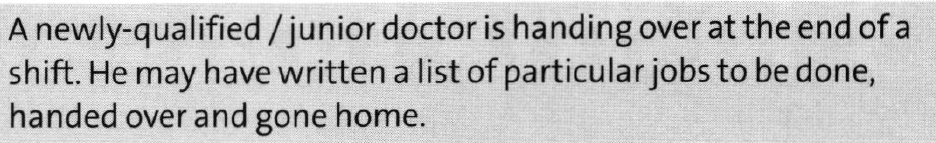 A newly-qualified / junior doctor is handing over at the end of a
shift. He may have written a list of particular jobs to be done,
handed over and gone home.